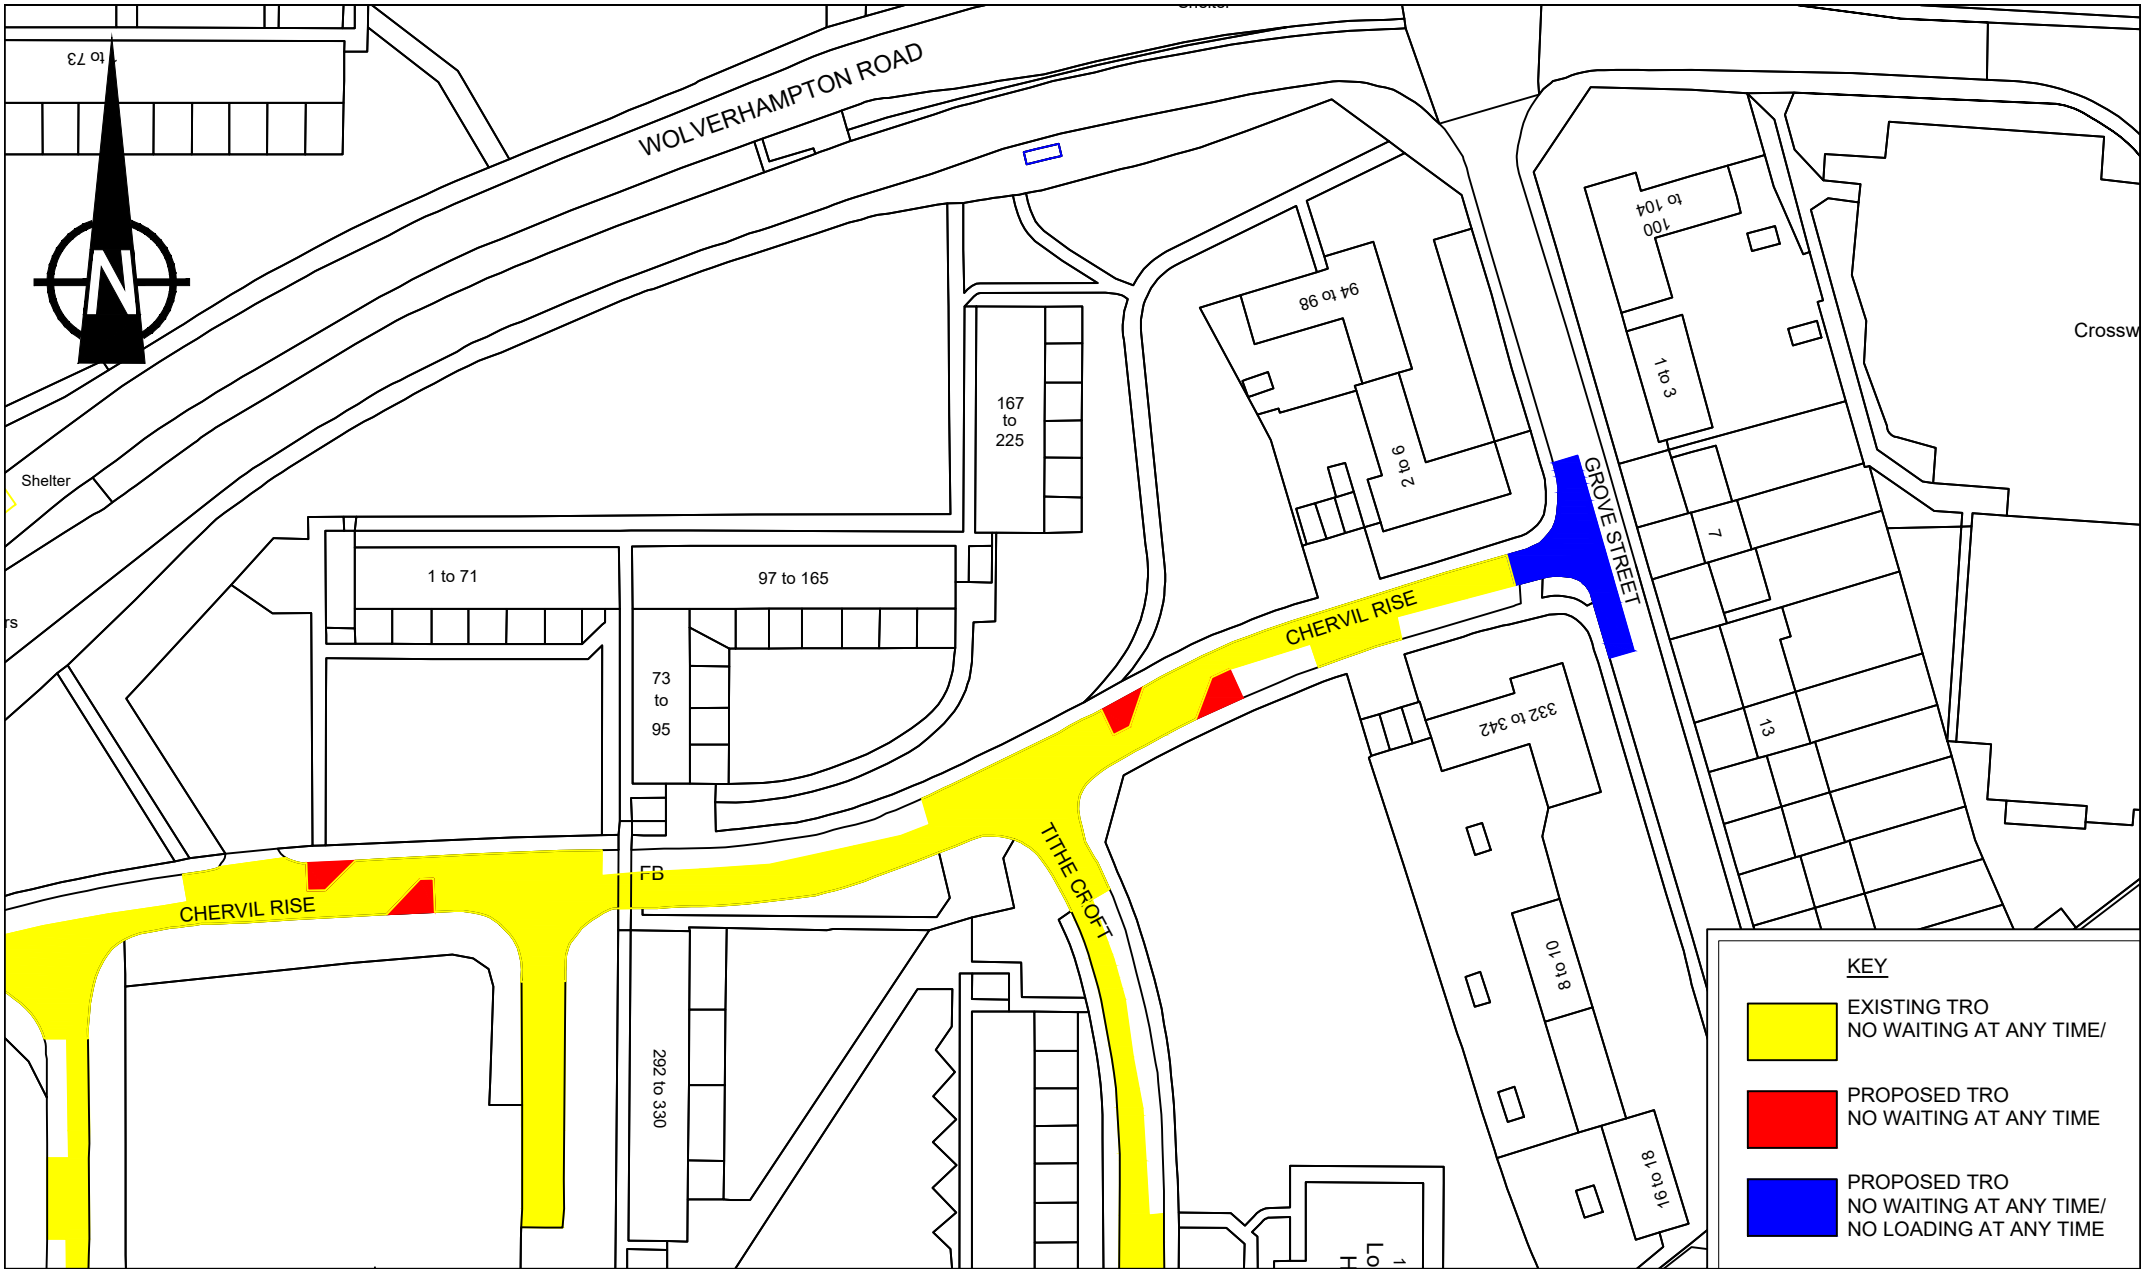 Shelter
to 73
WOLVERHAMPTON ROAD
N
100
to 104
94 to 98
Crossw
1 to 3
167
to
225
2 to 6
Shelter
GROVE STREET
7
1 to 71
97 to 165
CHERVIL RISE
rs
73
to
95
332 to 342
13
TITHE CROFT
FB
CHERVIL RISE
8 to 10
292 to 330
16 to 18
1
Lo
H
KEY
EXISTING TRO
NO WAITING AT ANY TIME/
PROPOSED TRO
NO WAITING AT ANY TIME
PROPOSED TRO
NO WAITING AT ANY TIME/
NO LOADING AT ANY TIME